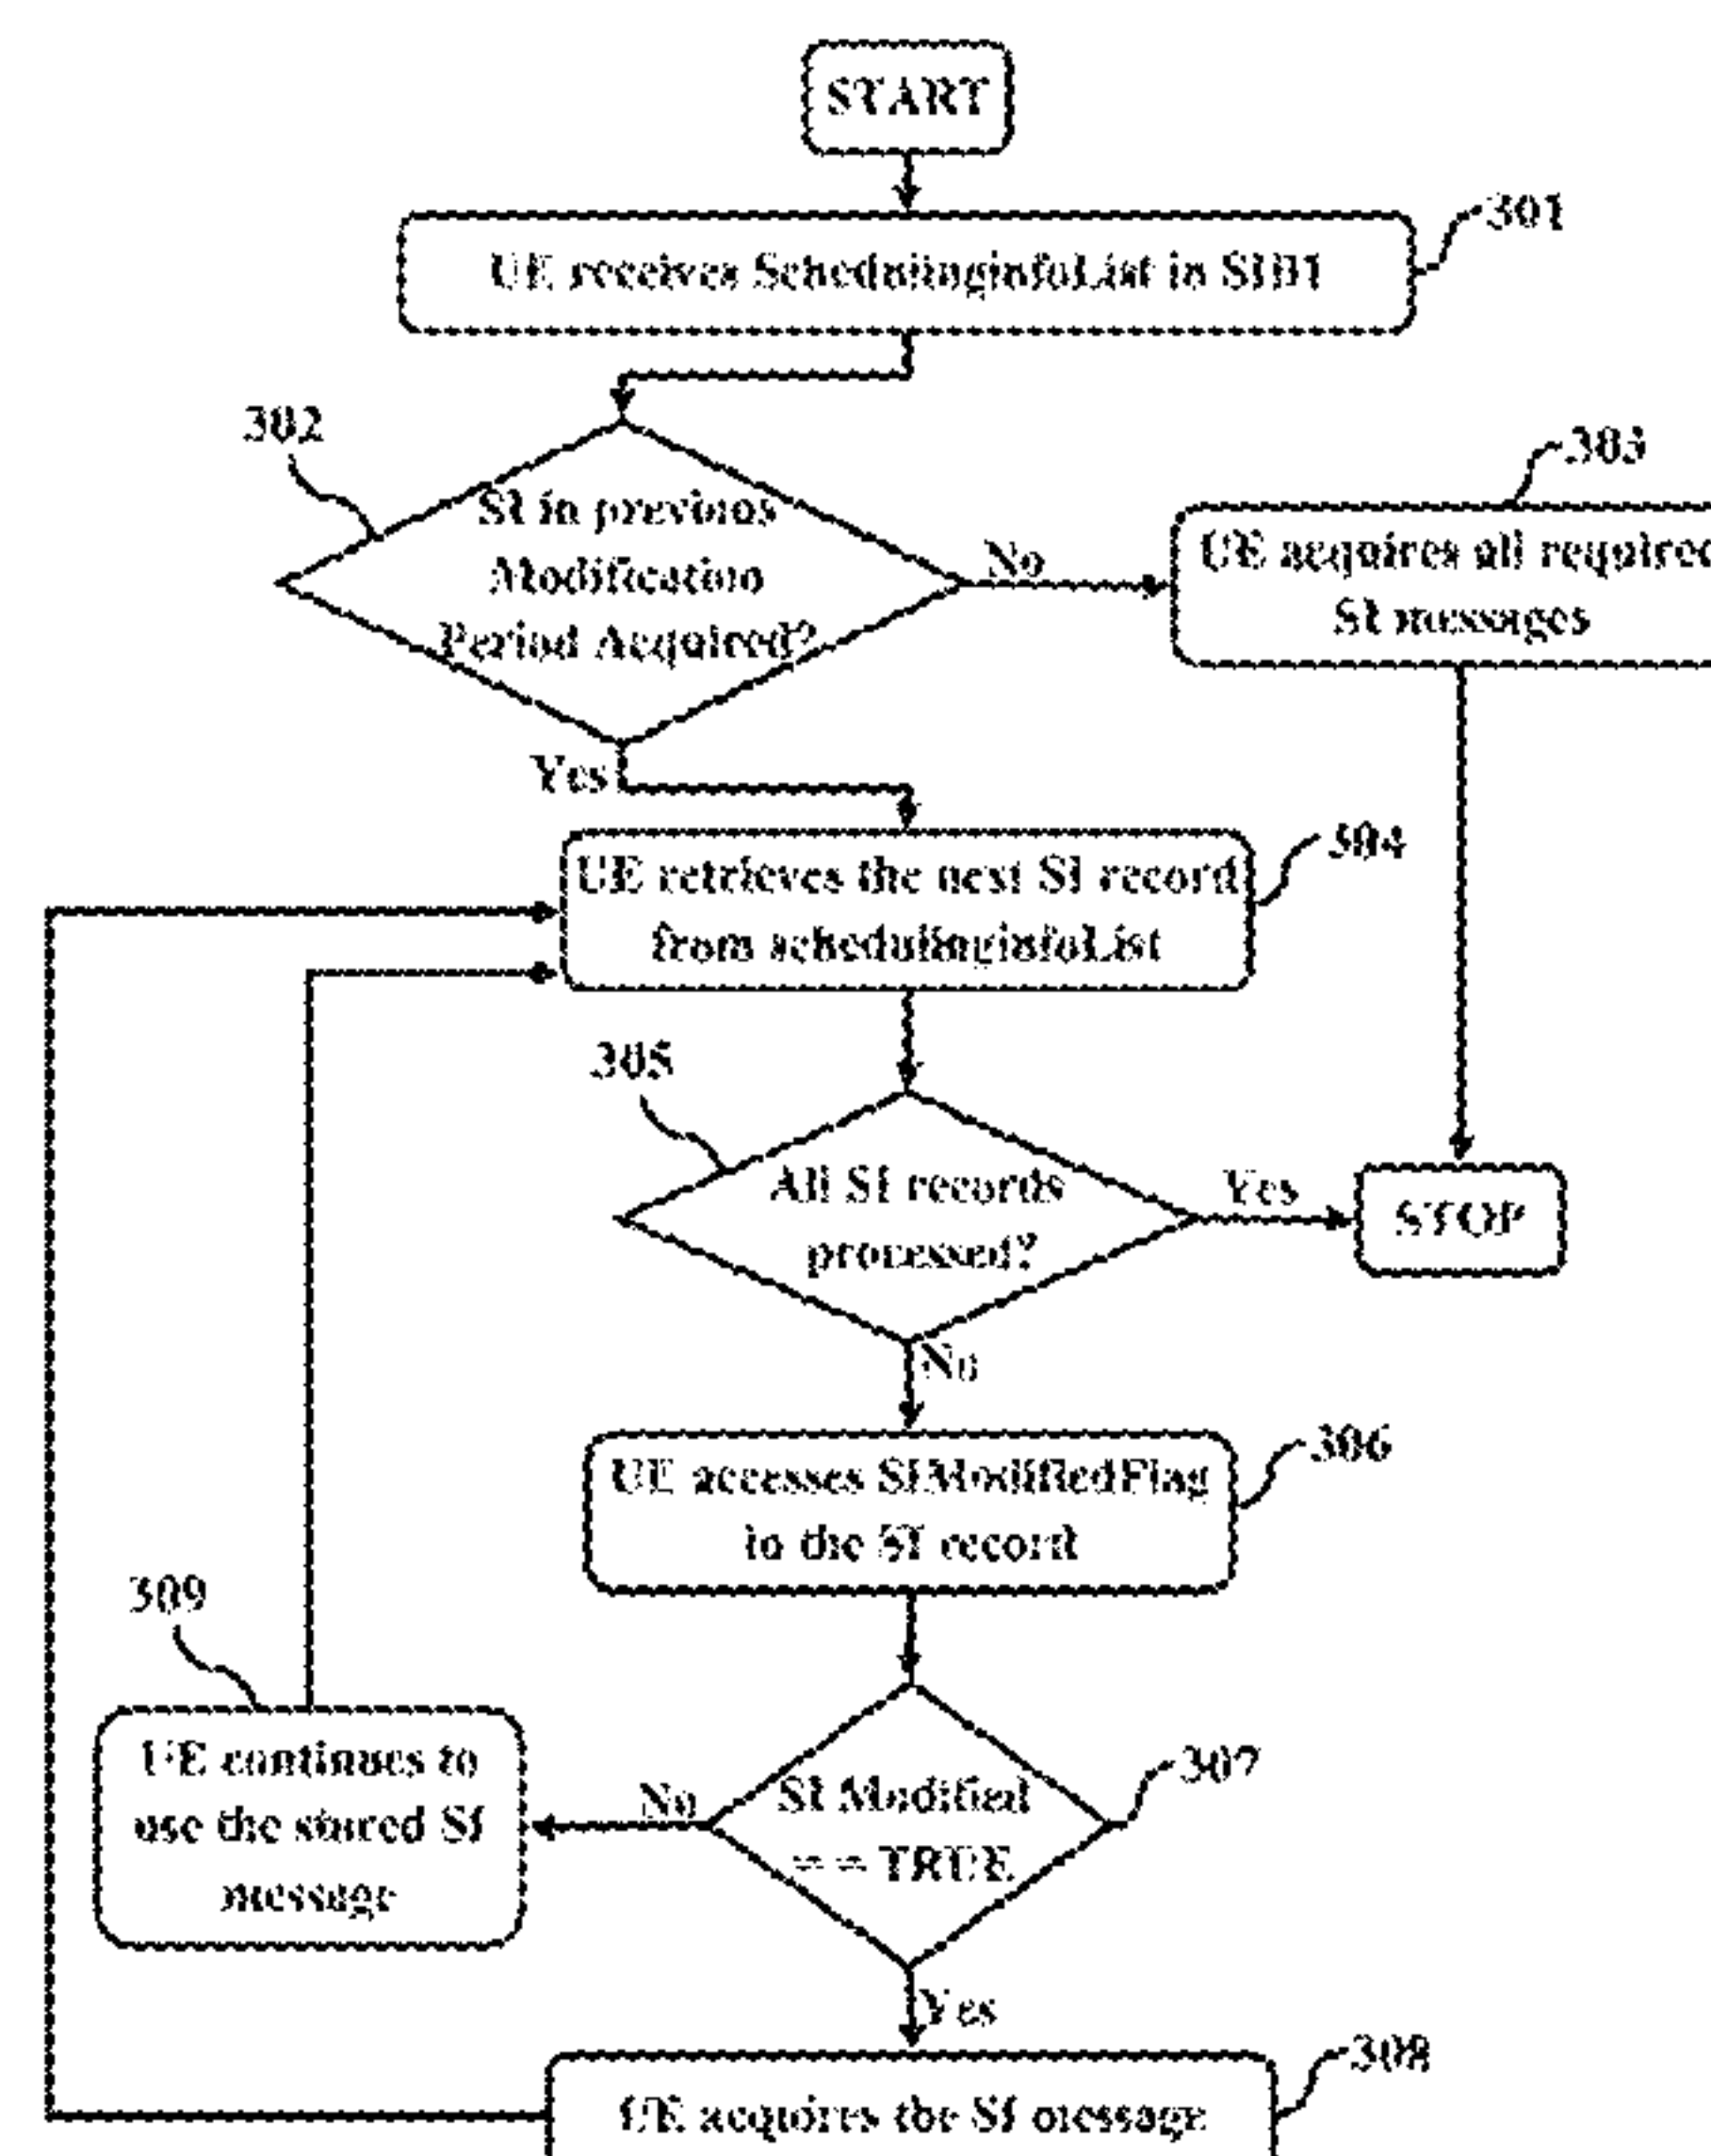 START
UE receives SchedulinginfoList in SIB1
301
302
SI in previous
Modification
Period Acquired?
No
303
UE acquires all required
SI messages
Yes
304
UE retrieves the next SI record
from schedulinginfoList
305
All SI records
processed?
Yes
STOP
No
UE accesses SIModifiedFlag
in the SI record
306
309
UE continues to
use the stored SI
message
No
SI Modified
= = TRUE
307
Yes
308
UE acquires the SI message